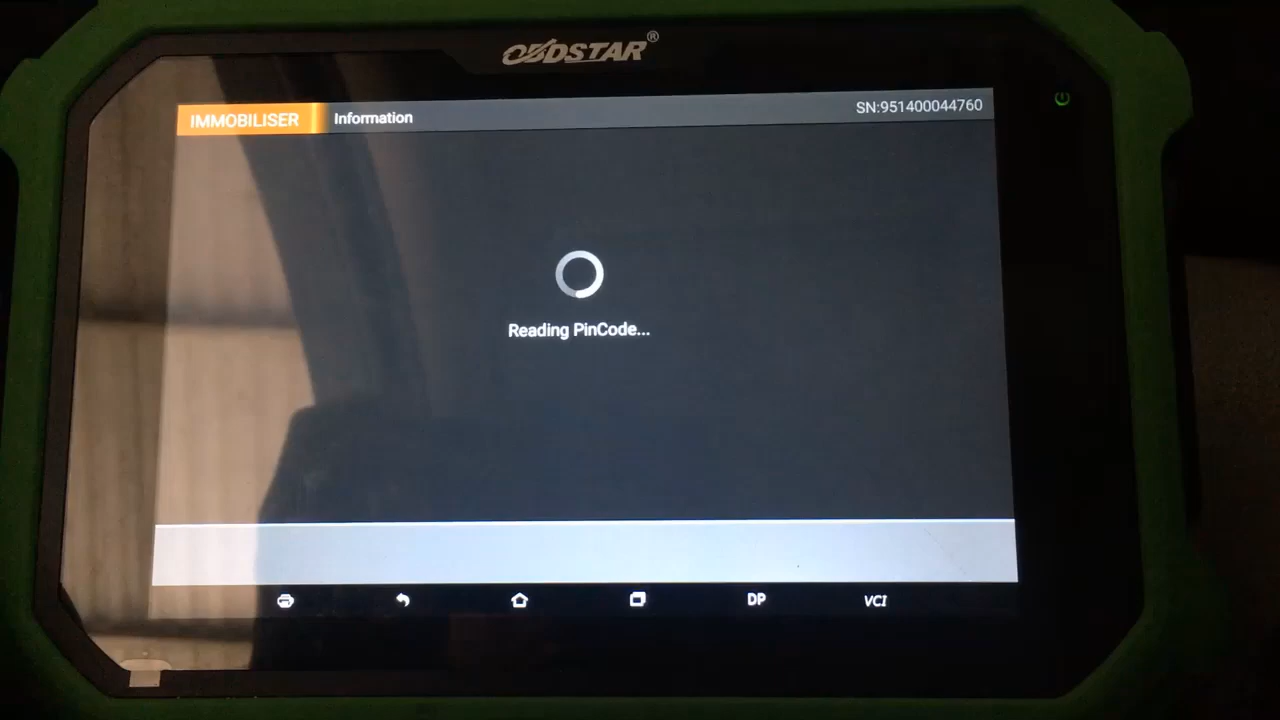 OBDSTAR®
IMMOBILISER Information SN:951400044760
Reading PinCode...
DP VCI